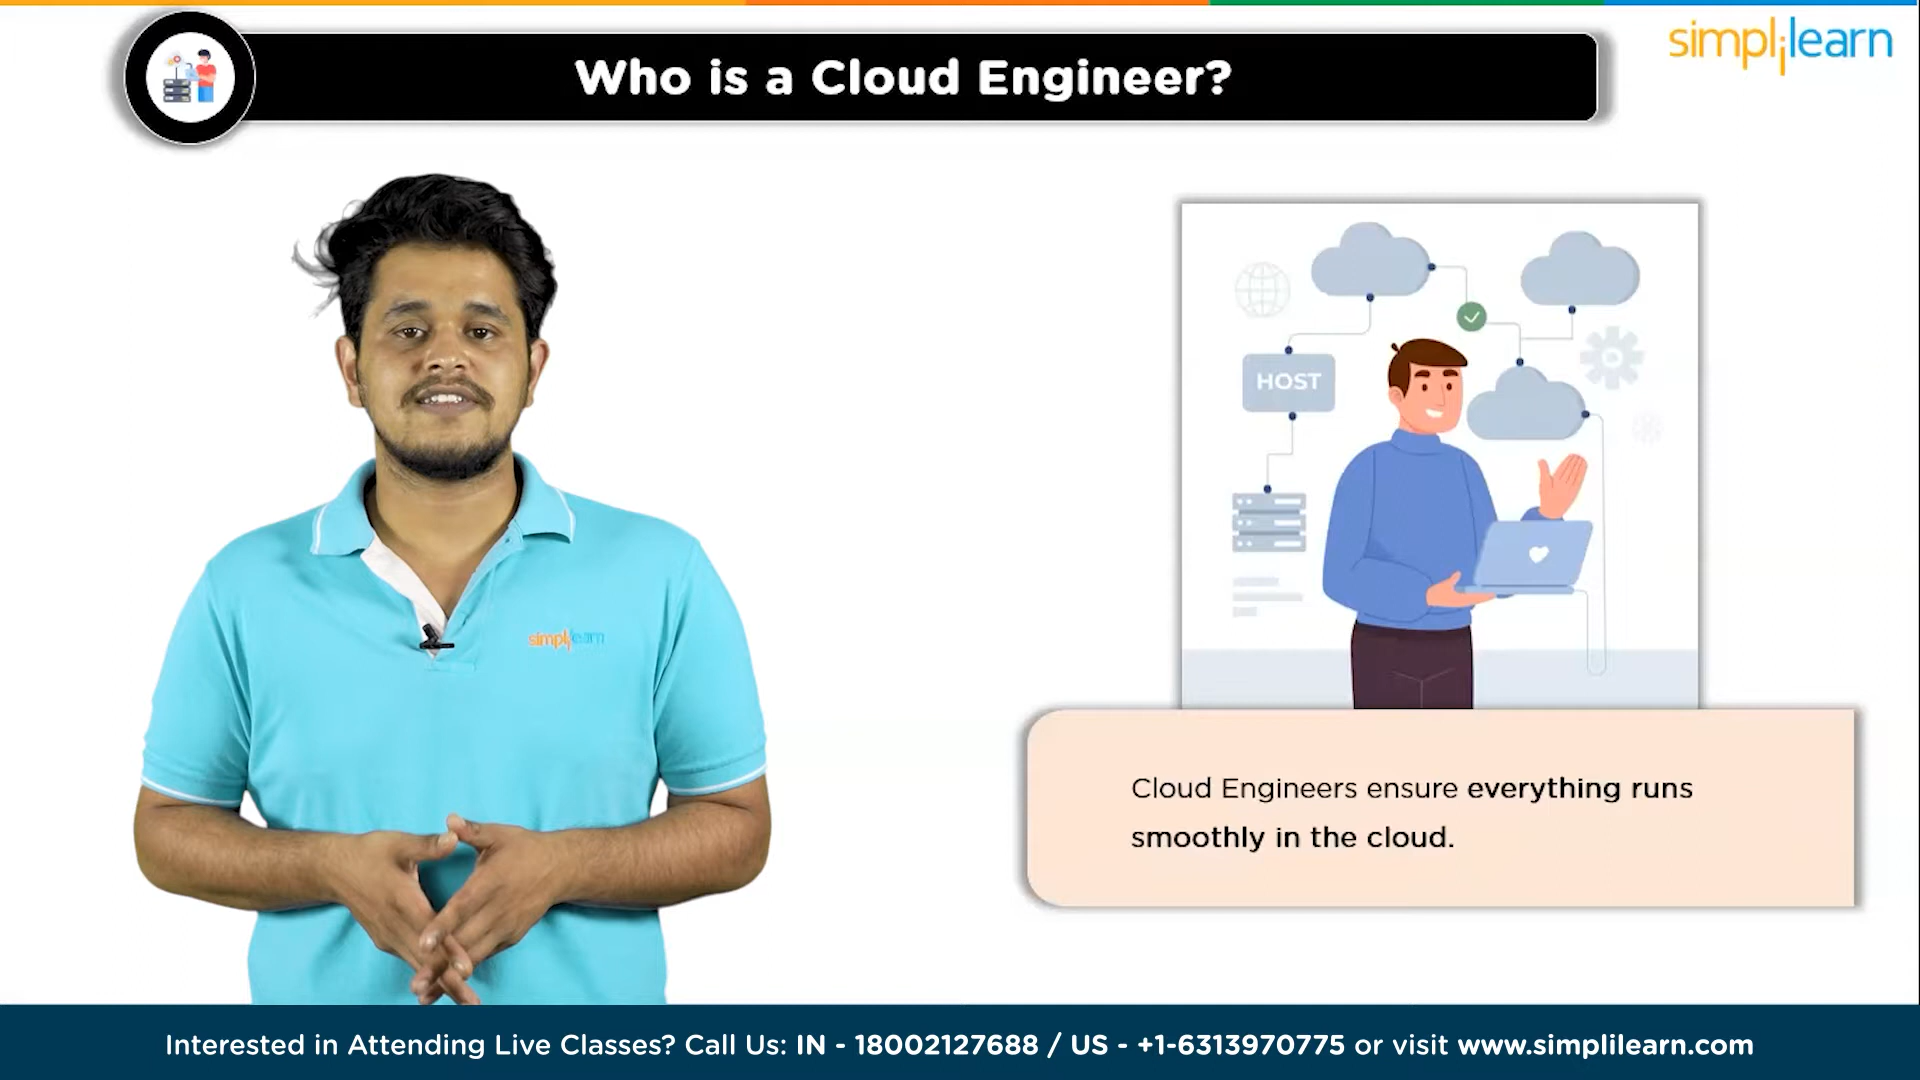 Who is a Cloud Engineer?
simplilearn
HOST
simplilearn
Cloud Engineers ensure everything runs
smoothly in the cloud.
Interested in Attending Live Classes? Call Us: IN - 18002127688 / US - +1-6313970775 or visit www.simplilearn.com